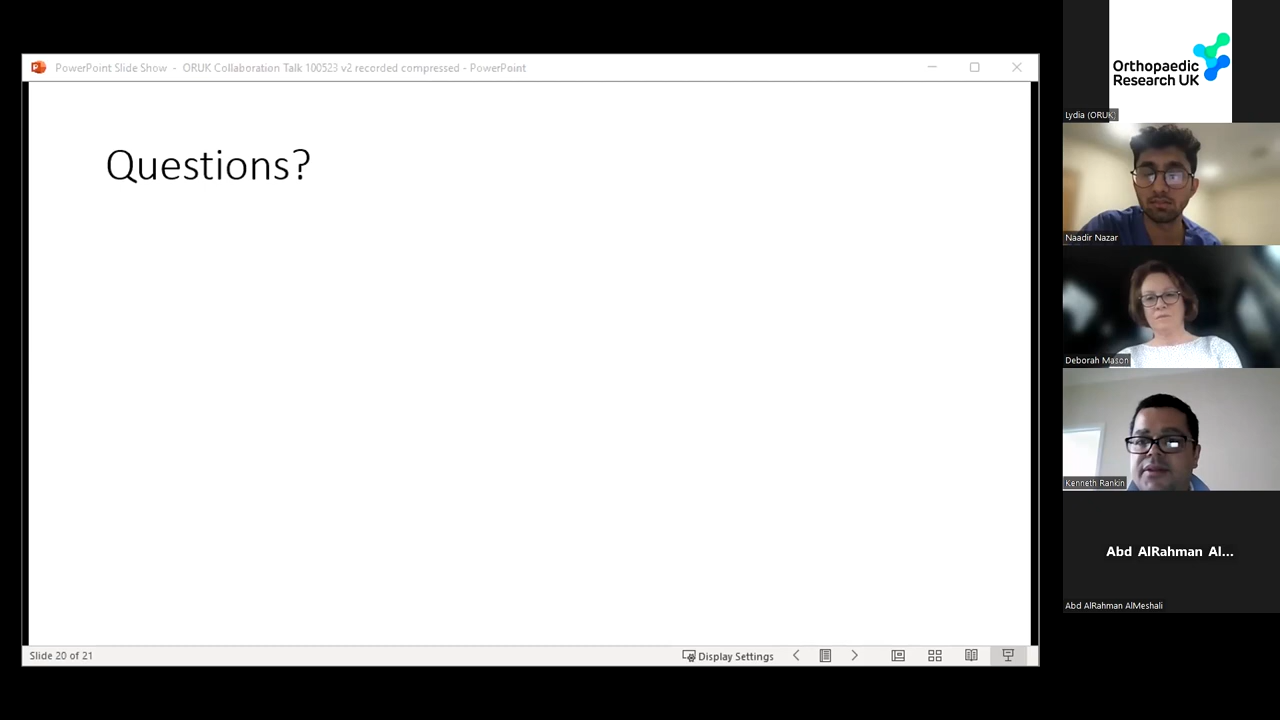 PowerPoint Slide Show - ORUK Collaboration Talk 100523 v2 recorded compressed - PowerPoint
Questions?
Slide 20 of 21
Display Settings
Orthopaedic
Research UK
Lydia (ORUK)
Naadir Nazar
Deborah Mason
Kenneth Rankin
Abd AlRahman Al...
Abd AlRahman AlMeshali